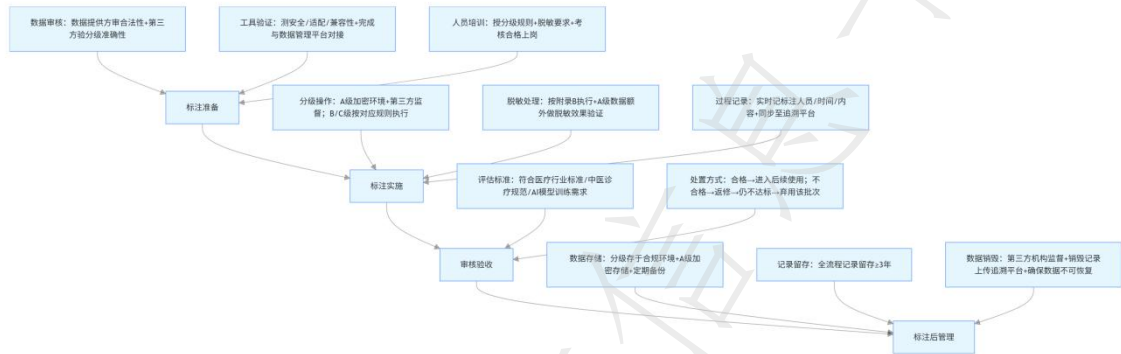 数据审核：数据提供方审合法性+第三
方验分级准确性
工具验证：测安全/适配/兼容性+完成
与数据管理平台对接
人员培训：授分级规则+脱敏要求+考
核合格上岗
标注准备
分级操作：A级加密环境+第三方监
督；B/C级按对应规则执行
脱敏处理：按附录B执行+A级数据额
外做脱敏效果验证
过程记录：实时记标注人员/时间/内
容+同步至追溯平台
标注实施
评估标准：符合医疗行业标准/中医诊
疗规范/AI模型训练需求
处置方式：合格→进入后续使用；不
合格→返修→仍不达标→弃用该批次
审核验收
数据存储：分级存于合规环境+A级加
密存储+定期备份
记录留存：全流程记录留存≥3年
数据销毁：第三方机构监督+销毁记录
上传追溯平台+确保数据不可恢复
标注后管理